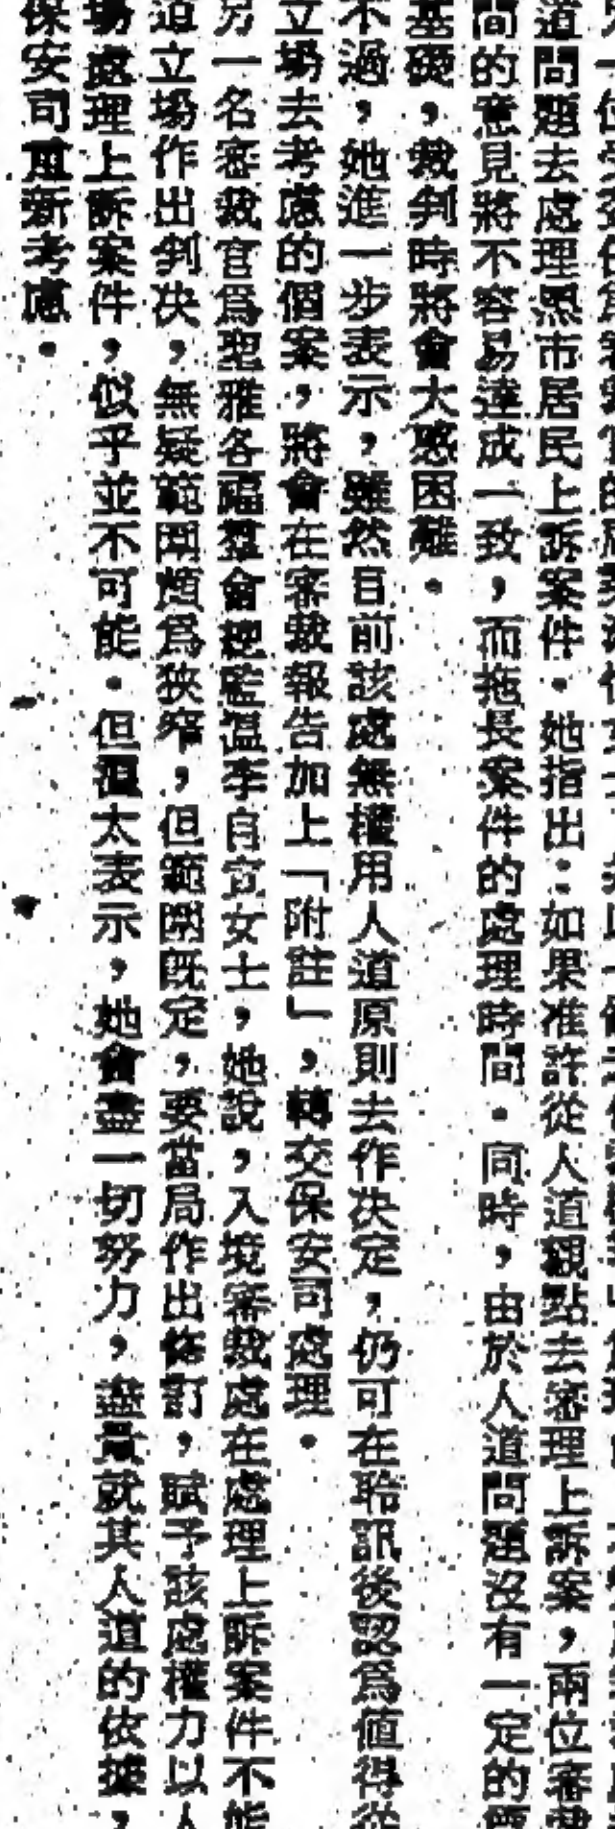 道問題去處理黑市居民上訴案件．她指出：如果准許從人道觀點去審理上訴案，兩位審裁
間的意見將不容易達成一致，而拖長案件的處理時間．同時，由於人道問題沒有一定的
基礎，裁判時將會大感困難．
不過，她進一步表示，雖然目前該處無權用人道原則去作决定，仍可在聆訊後認爲值得從
立場去考慮的個案，將會在審裁報告加上「附註」，轉交保安司處理．
另一名審裁官爲聖雅各福羣會總監溫李自宜女士，她說，入境審裁處在處理上訴案件不能
道立場作出判决，無疑範圍頗爲狹窄，但範圍旣定，要當局作出修訂，賦予該處權力以人
場處理上訴案件，似乎並不可能．但溫太表示，她會盡一切努力，盡量就其人道的依據，
保安司重新考慮．